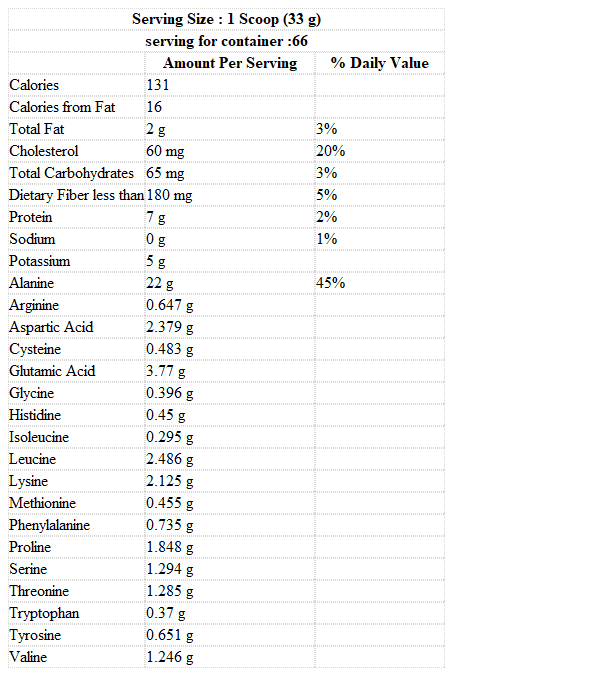 Serving Size : 1 Scoop (33 g)
serving for container :66
Amount Per Serving % Daily Value
Calories 131
Calories from Fat 16
Total Fat 2 g 3%
Cholesterol 60 mg 20%
Total Carbohydrates 65 mg 3%
Dietary Fiber less than 180 mg 5%
Protein 7 g 2%
Sodium 0 g 1%
Potassium 5 g
Alanine 22 g 45%
Arginine 0.647 g
Aspartic Acid 2.379 g
Cysteine 0.483 g
Glutamic Acid 3.77 g
Glycine 0.396 g
Histidine 0.45 g
Isoleucine 0.295 g
Leucine 2.486 g
Lysine 2.125 g
Methionine 0.455 g
Phenylalanine 0.735 g
Proline 1.848 g
Serine 1.294 g
Threonine 1.285 g
Tryptophan 0.37 g
Tyrosine 0.651 g
Valine 1.246 g